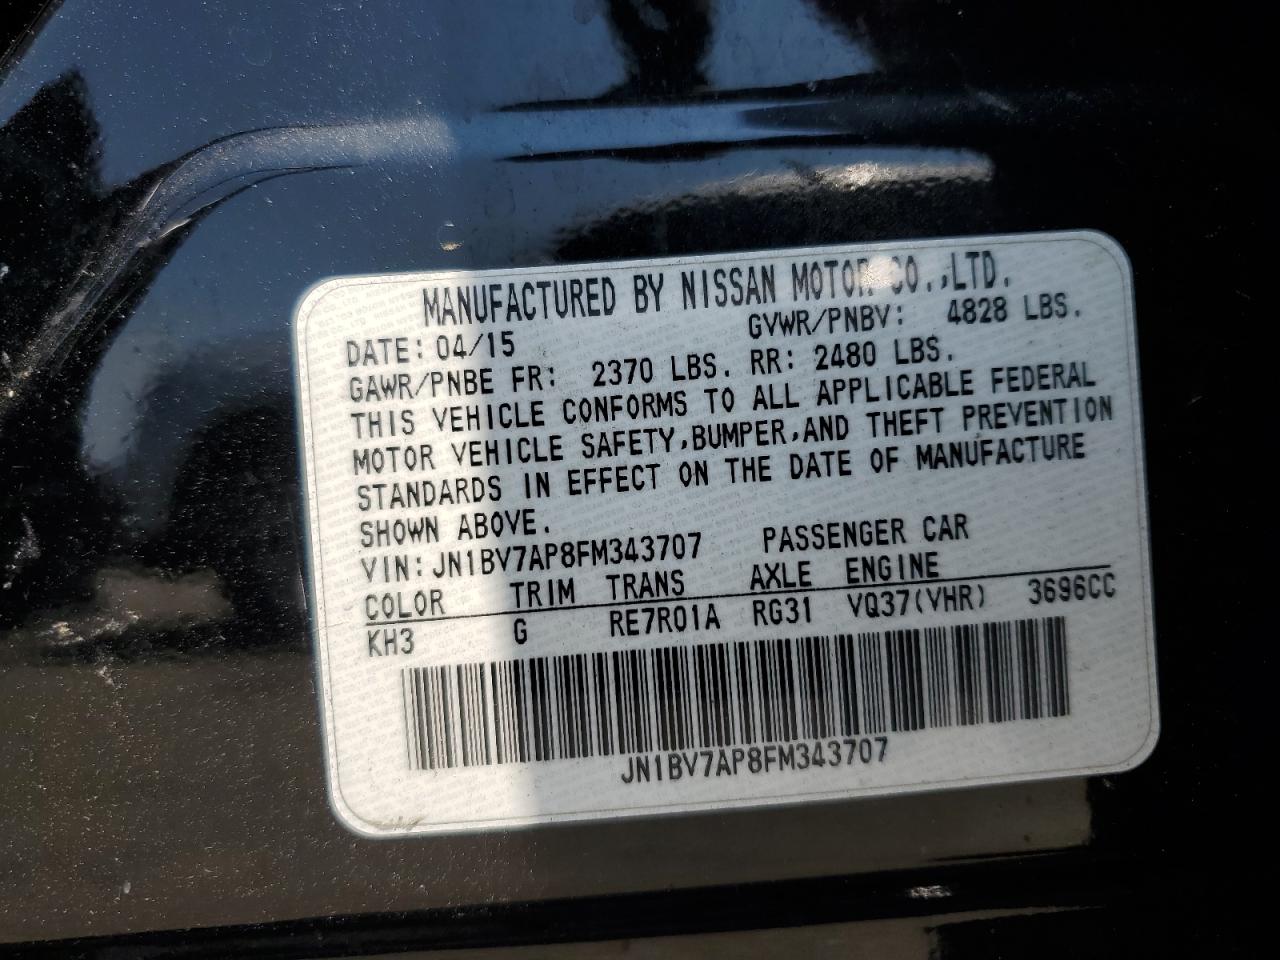 MANUFACTURED BY NISSAN MOTOR CO.,LTD.
DATE: 04/15 GVWR/PNBV: 4828 LBS.
GAWR/PNBE FR: 2370 LBS. RR: 2480 LBS.
THIS VEHICLE CONFORMS TO ALL APPLICABLE FEDERAL
MOTOR VEHICLE SAFETY,BUMPER,AND THEFT PREVENTION
STANDARDS IN EFFECT ON THE DATE OF MANUFACTURE
SHOWN ABOVE.
VIN: JN1BV7AP8FM343707 PASSENGER CAR
COLOR TRIM TRANS AXLE ENGINE
KH3 G RE7R01A RG31 VQ37(VHR) 3696CC
JN1BV7AP8FM343707